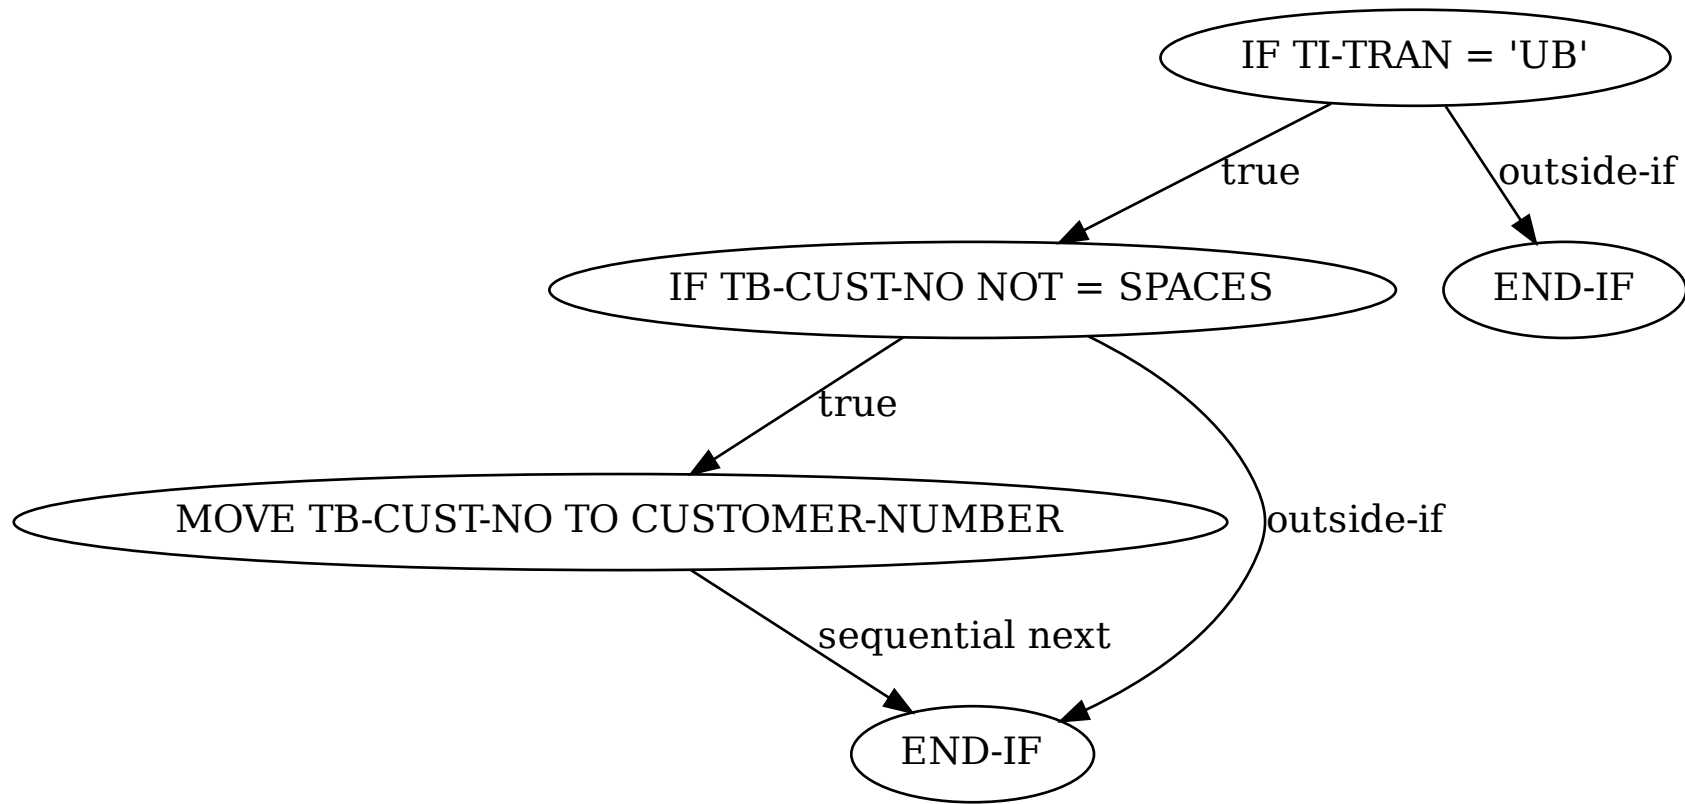 IF TI-TRAN = 'UB'
true
outside-if
IF TB-CUST-NO NOT = SPACES
END-IF
true
MOVE TB-CUST-NO TO CUSTOMER-NUMBER
outside-if
sequential next
END-IF